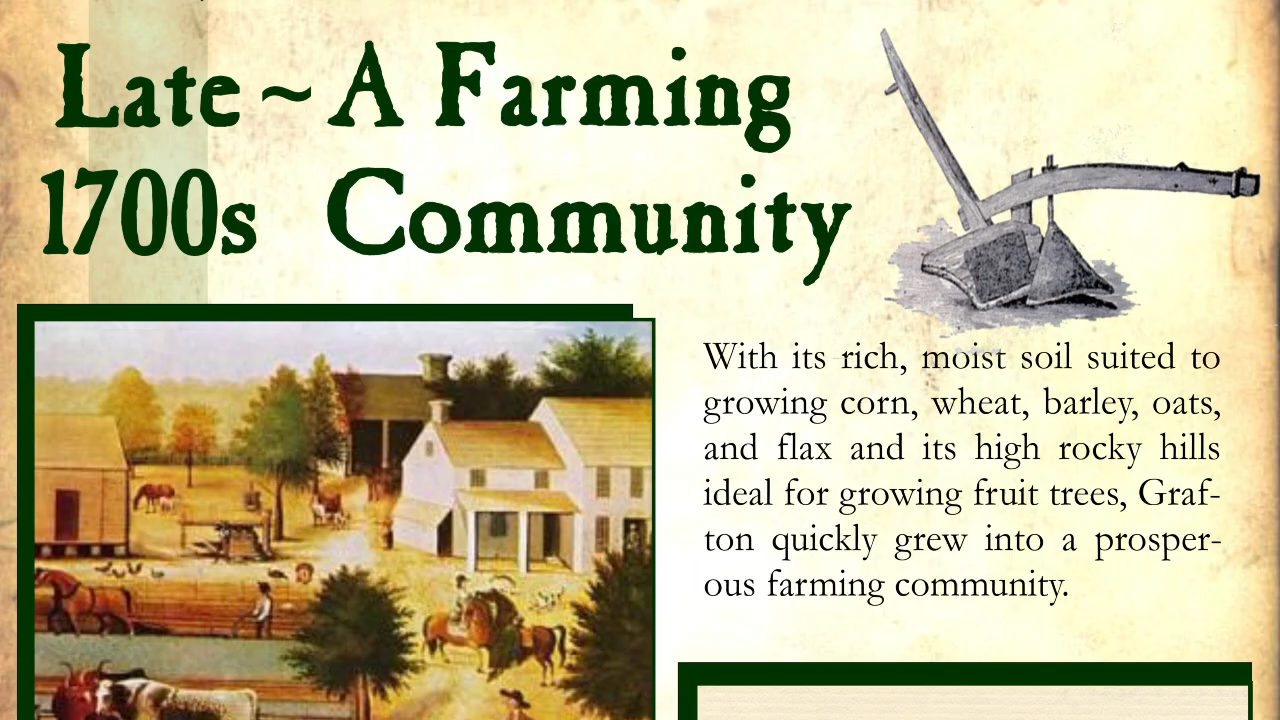 Late ~ A Farming
1700s Community
With its rich, moist soil suited to
growing corn, wheat, barley, oats,
and flax and its high rocky hills
ideal for growing fruit trees, Graf-
ton quickly grew into a prosper-
ous farming community.